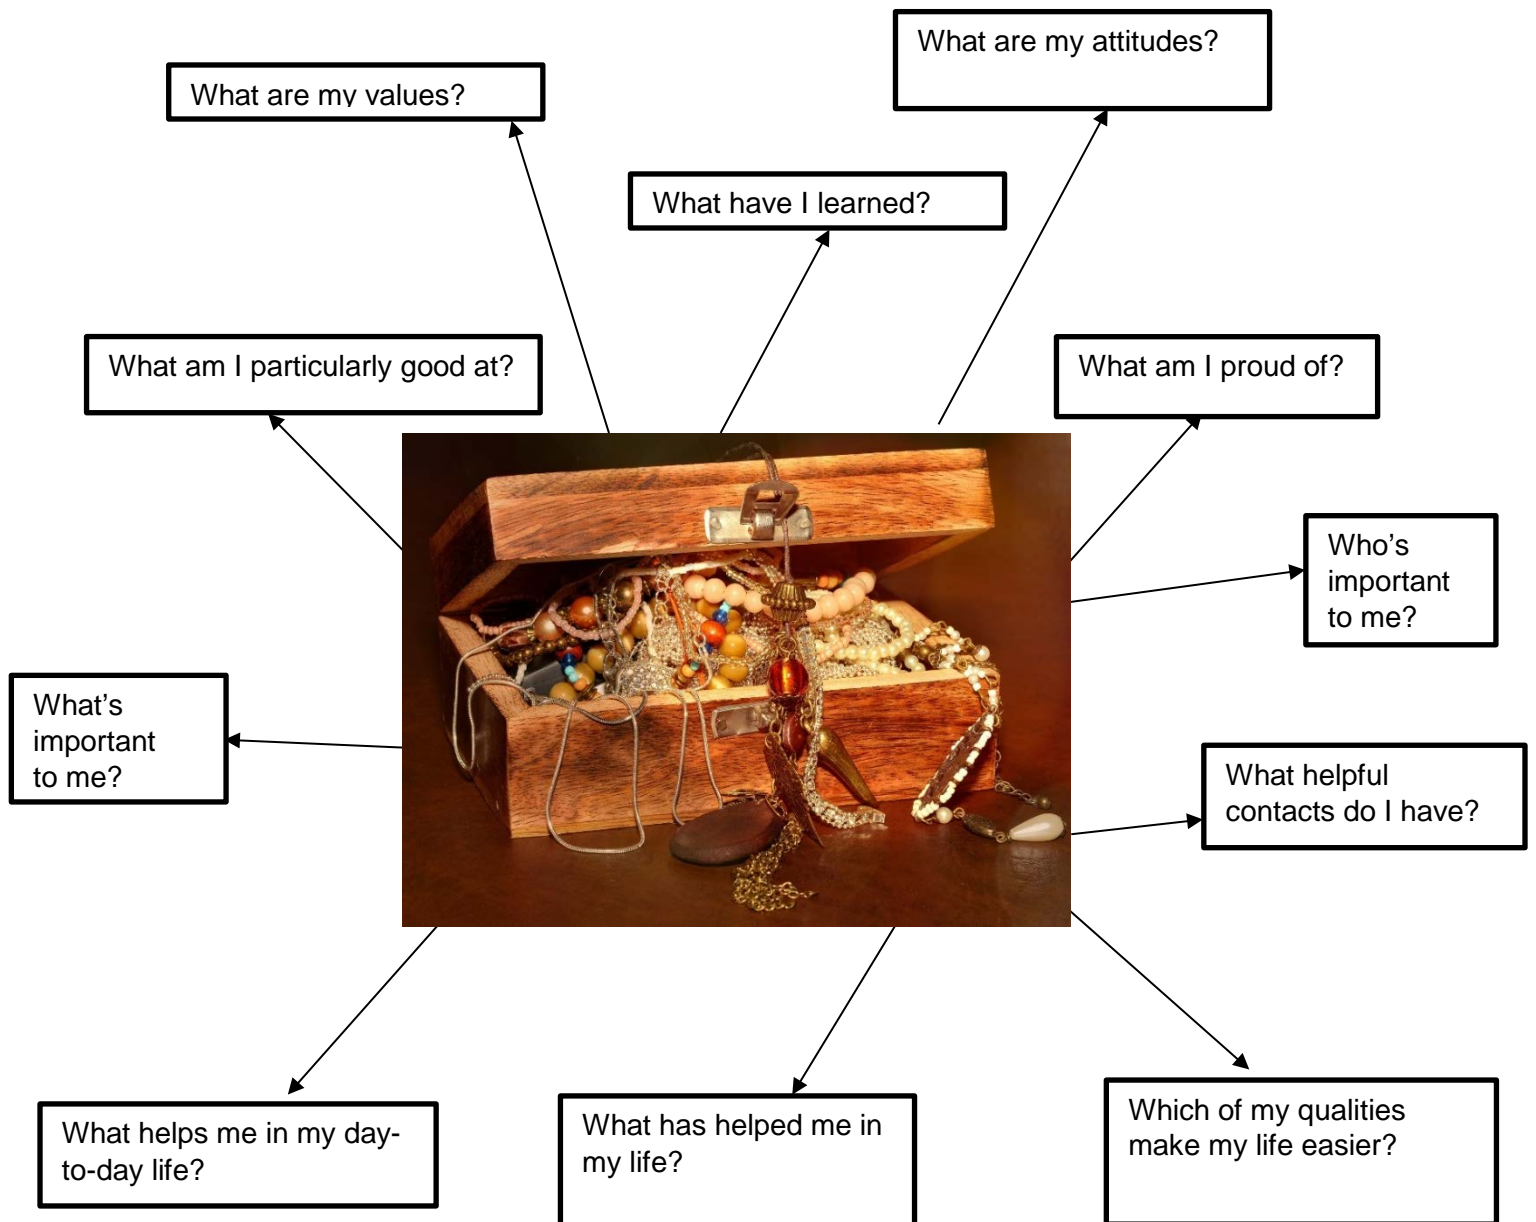 What are my attitudes?
What are my values?
What have I learned?
What am I particularly good at?
What am I proud of?
Who’s
important
to me?
What’s
important
to me?
What helpful
contacts do I have?
What helps me in my day-
to-day life?
What has helped me in
my life?
Which of my qualities
make my life easier?